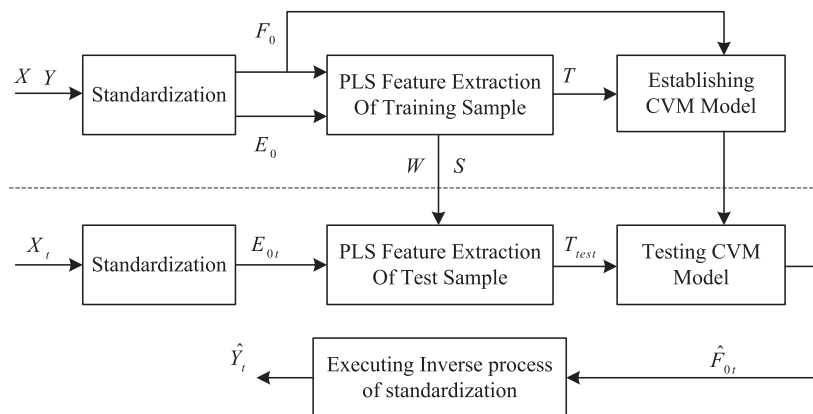 F₀
X Y
Standardization
PLS Feature Extraction
Of Training Sample
T
Establishing
CVM Model
E₀
W S
Xₜ
Standardization
E₀ₜ
PLS Feature Extraction
Of Test Sample
Tₜₑₛₜ
Testing CVM
Model
Ŷₜ
Executing Inverse process
of standardization
F̂₀ₜ